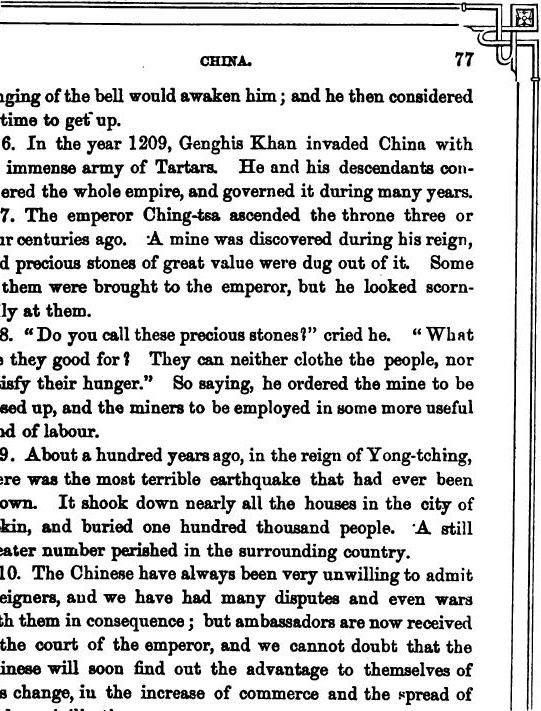 CHINA. 77
nging of the bell would awaken him; and he then considered
time to get up.
6. In the year 1209, Genghis Khan invaded China with
immense army of Tartars. He and his descendants con-
ered the whole empire, and governed it during many years.
7. The emperor Ching-tsa ascended the throne three or
ur centuries ago. A mine was discovered during his reign,
d precious stones of great value were dug out of it. Some
them were brought to the emperor, but he looked scorn-
ly at them.
8. “Do you call these precious stones?” cried he. “What
e they good for? They can neither clothe the people, nor
isfy their hunger.” So saying, he ordered the mine to be
sed up, and the miners to be employed in some more useful
nd of labour.
9. About a hundred years ago, in the reign of Yong-tching,
ere was the most terrible earthquake that had ever been
own. It shook down nearly all the houses in the city of
kin, and buried one hundred thousand people. A still
eater number perished in the surrounding country.
10. The Chinese have always been very unwilling to admit
eigners, and we have had many disputes and even wars
th them in consequence; but ambassadors are now received
the court of the emperor, and we cannot doubt that the
inese will soon find out the advantage to themselves of
s change, in the increase of commerce and the spread of